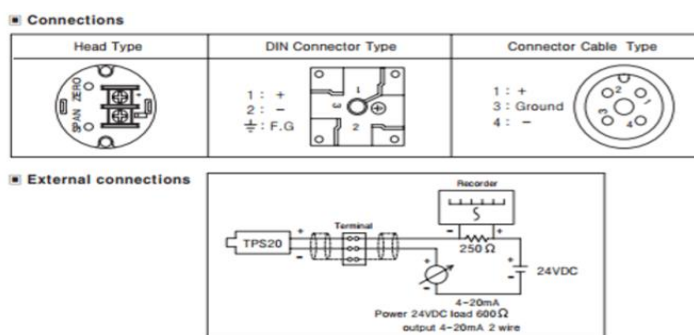 Connections
Head Type
DIN Connector Type
Connector Cable Type
SPAN ZERO
+
-
1 : +
2 : -
⏚ : F.G
1
2
3
1 : +
3 : Ground
4 : -
2
1
3
4
External connections
Recorder
- +
250 Ω
TPS20
+
-
Terminal
+
-
+
-
24VDC
4-20mA
Power 24VDC load 600Ω
output 4-20mA 2 wire